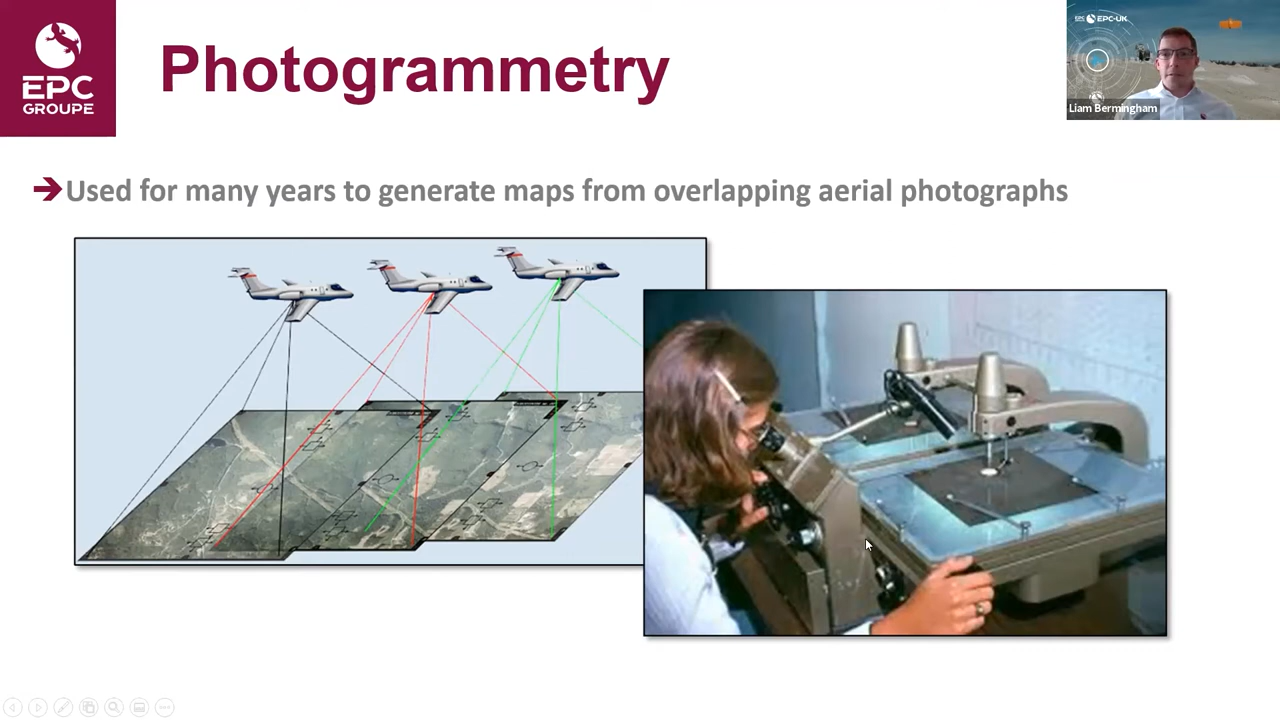 EPC
GROUPE
Photogrammetry
EPC-UK
Liam Bermingham
Used for many years to generate maps from overlapping aerial photographs